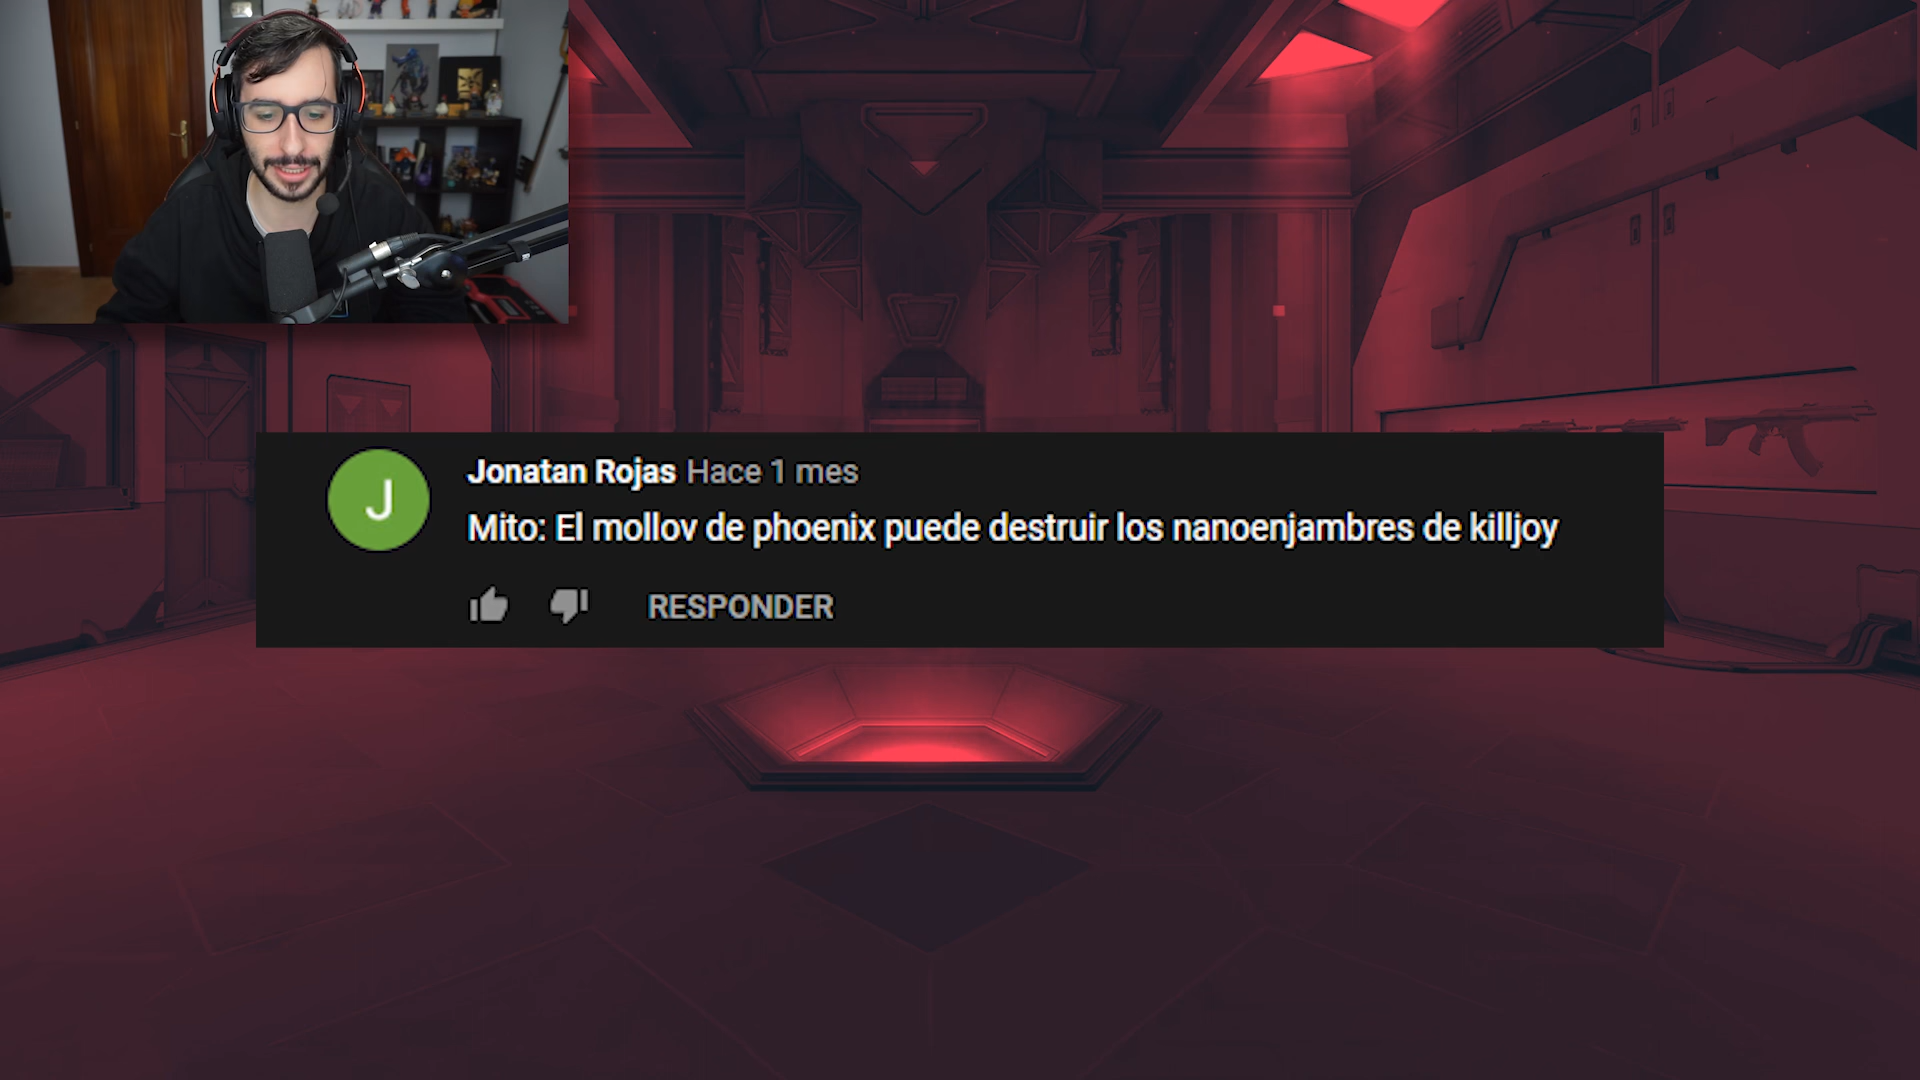 Jonatan Rojas Hace 1 mes
Mito: El mollov de phoenix puede destruir los nanoenjambres de killjoy
RESPONDER
J